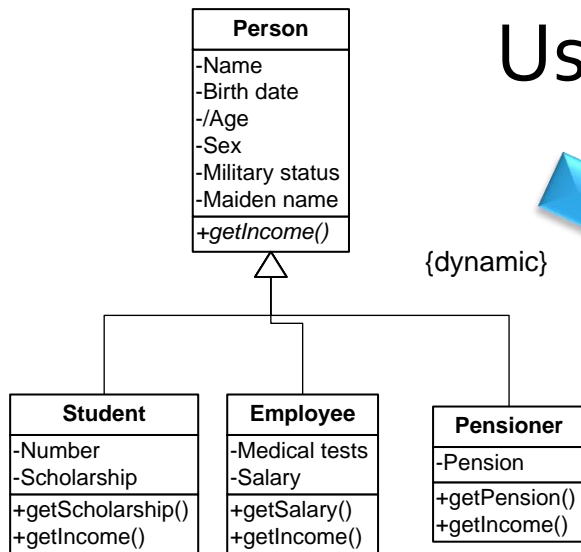 Person
-Name
-Birth date
-/Age
-Sex
-Military status
-Maiden name
+getIncome()
Us
{dynamic}
Student
-Number
-Scholarship
+getScholarship()
+getIncome()
Employee
-Medical tests
-Salary
+getSalary()
+getIncome()
Pensioner
-Pension
+getPension()
+getIncome()